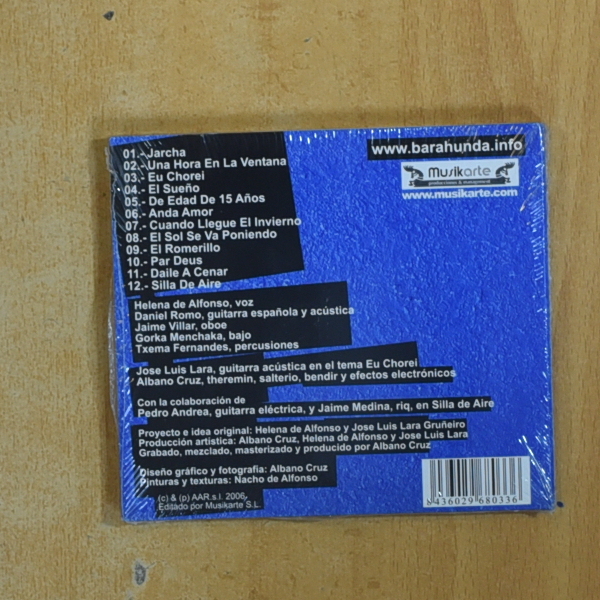 01.- Jarcha
02.- Una Hora En La Ventana
03.- Eu Chorei
04.- El Sueño
05.- De Edad De 15 Años
06.- Anda Amor
07.- Cuando Llegue El Invierno
08.- El Sol Se Va Poniendo
09.- El Romerillo
10.- Par Deus
11.- Daile A Cenar
12.- Silla De Aire
www.barahunda.info
Musikarte
producciones & management
www.musikarte.com
Helena de Alfonso, voz
Daniel Romo, guitarra española y acústica
Jaime Villar, oboe
Gorka Menchaka, bajo
Txema Fernandes, percusiones
Jose Luis Lara, guitarra acústica en el tema Eu Chorei
Albano Cruz, theremin, salterio, bendir y efectos electrónicos
Con la colaboración de
Pedro Andrea, guitarra eléctrica, y Jaime Medina, riq, en Silla de Aire
Proyecto e idea original: Helena de Alfonso y Jose Luis Lara Gruñeiro
Producción artística: Albano Cruz, Helena de Alfonso y Jose Luis Lara
Grabado, mezclado, masterizado y producido por Albano Cruz
Diseño gráfico y fotografía: Albano Cruz
Pinturas y texturas: Nacho de Alfonso
(c) & (p) AAR.s.l. 2006
Editado por Musikarte S.L.
8 436029 680336